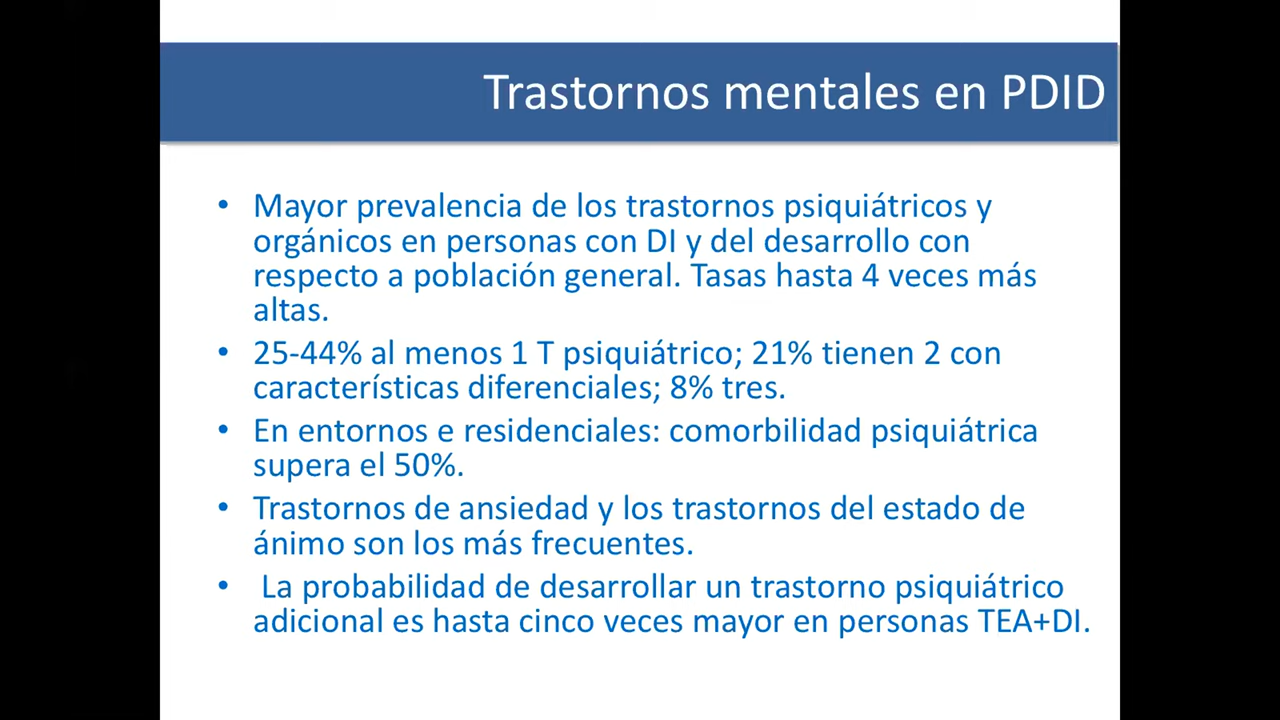 Trastornos mentales en PDID
• Mayor prevalencia de los trastornos psiquiátricos y
orgánicos en personas con DI y del desarrollo con
respecto a población general. Tasas hasta 4 veces más
altas.
• 25-44% al menos 1 T psiquiátrico; 21% tienen 2 con
características diferenciales; 8% tres.
• En entornos e residenciales: comorbilidad psiquiátrica
supera el 50%.
• Trastornos de ansiedad y los trastornos del estado de
ánimo son los más frecuentes.
• La probabilidad de desarrollar un trastorno psiquiátrico
adicional es hasta cinco veces mayor en personas TEA+DI.